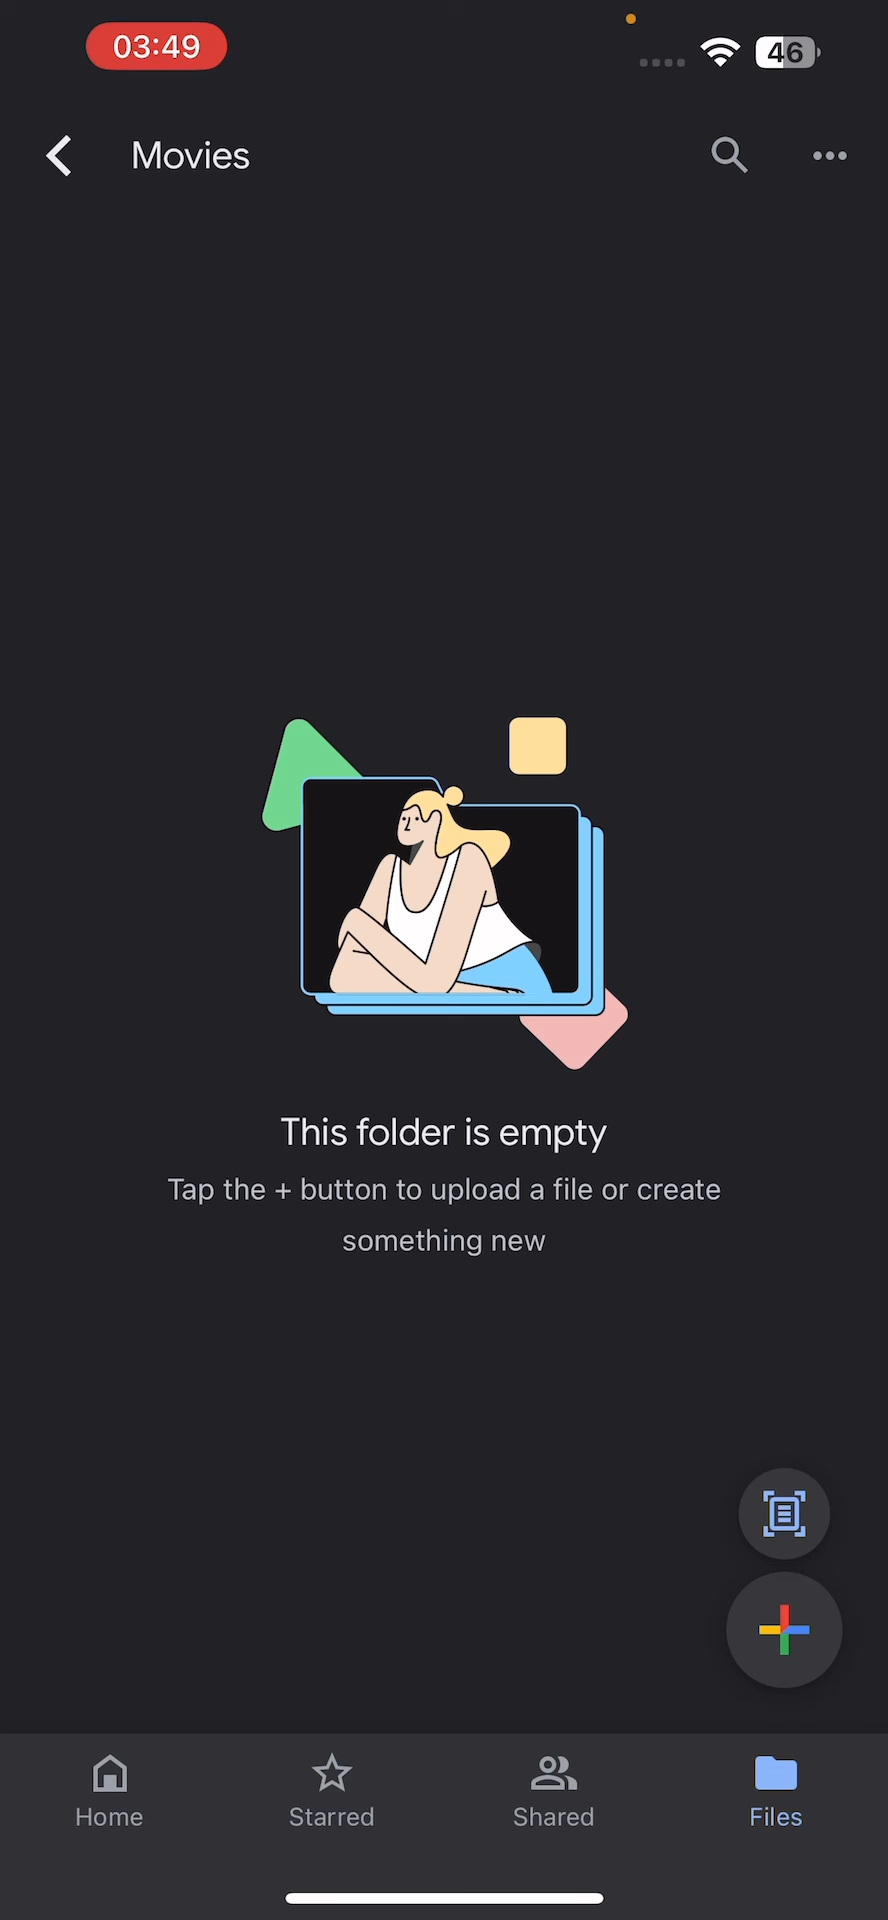 03:49
46
Movies
This folder is empty
Tap the + button to upload a file or create
something new
Home
Starred
Shared
Files